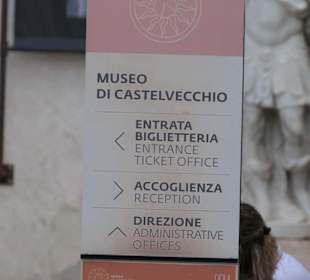 MUSEO
DI CASTELVECCHIO
ENTRATA
BIGLIETTERIA
ENTRANCE
TICKET OFFICE
ACCOGLIENZA
RECEPTION
DIREZIONE
ADMINISTRATIVE
OFFICES